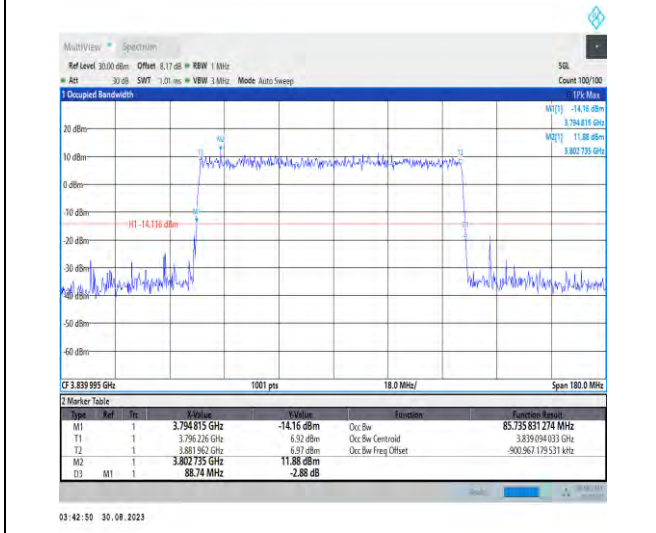 MultiView Spectrum
Ref Level 30.00 dBm Offset 8.17 dB RBW 1 MHz SGL
Att 30 dB SWT 1.01 ms VBW 3 MHz Mode Auto Sweep Count 100/100
1 Occupied Bandwidth 1Pk Max
M1[1] -14.16 dBm
3.794 815 GHz
M2[1] 11.88 dBm
3.802 735 GHz
20 dBm
M2
10 dBm T1 T2
0 dBm
-10 dBm
H1 -14.116 dBm
-20 dBm
-30 dBm
-40 dBm
-50 dBm
-60 dBm
CF 3.839 995 GHz 1001 pts 18.0 MHz/ Span 180.0 MHz
2 Marker Table
Type Ref Trc X-Value Y-Value Function Function Result
M1 1 3.794 815 GHz -14.16 dBm Occ Bw 85.735 831 274 MHz
T1 1 3.796 226 GHz 6.92 dBm Occ Bw Centroid 3.839 094 033 GHz
T2 1 3.881 962 GHz 6.97 dBm Occ Bw Freq Offset -900.967 179 531 kHz
M2 1 3.802 735 GHz 11.88 dBm
D3 M1 1 88.74 MHz -2.88 dB
03:42:50 30.08.2023